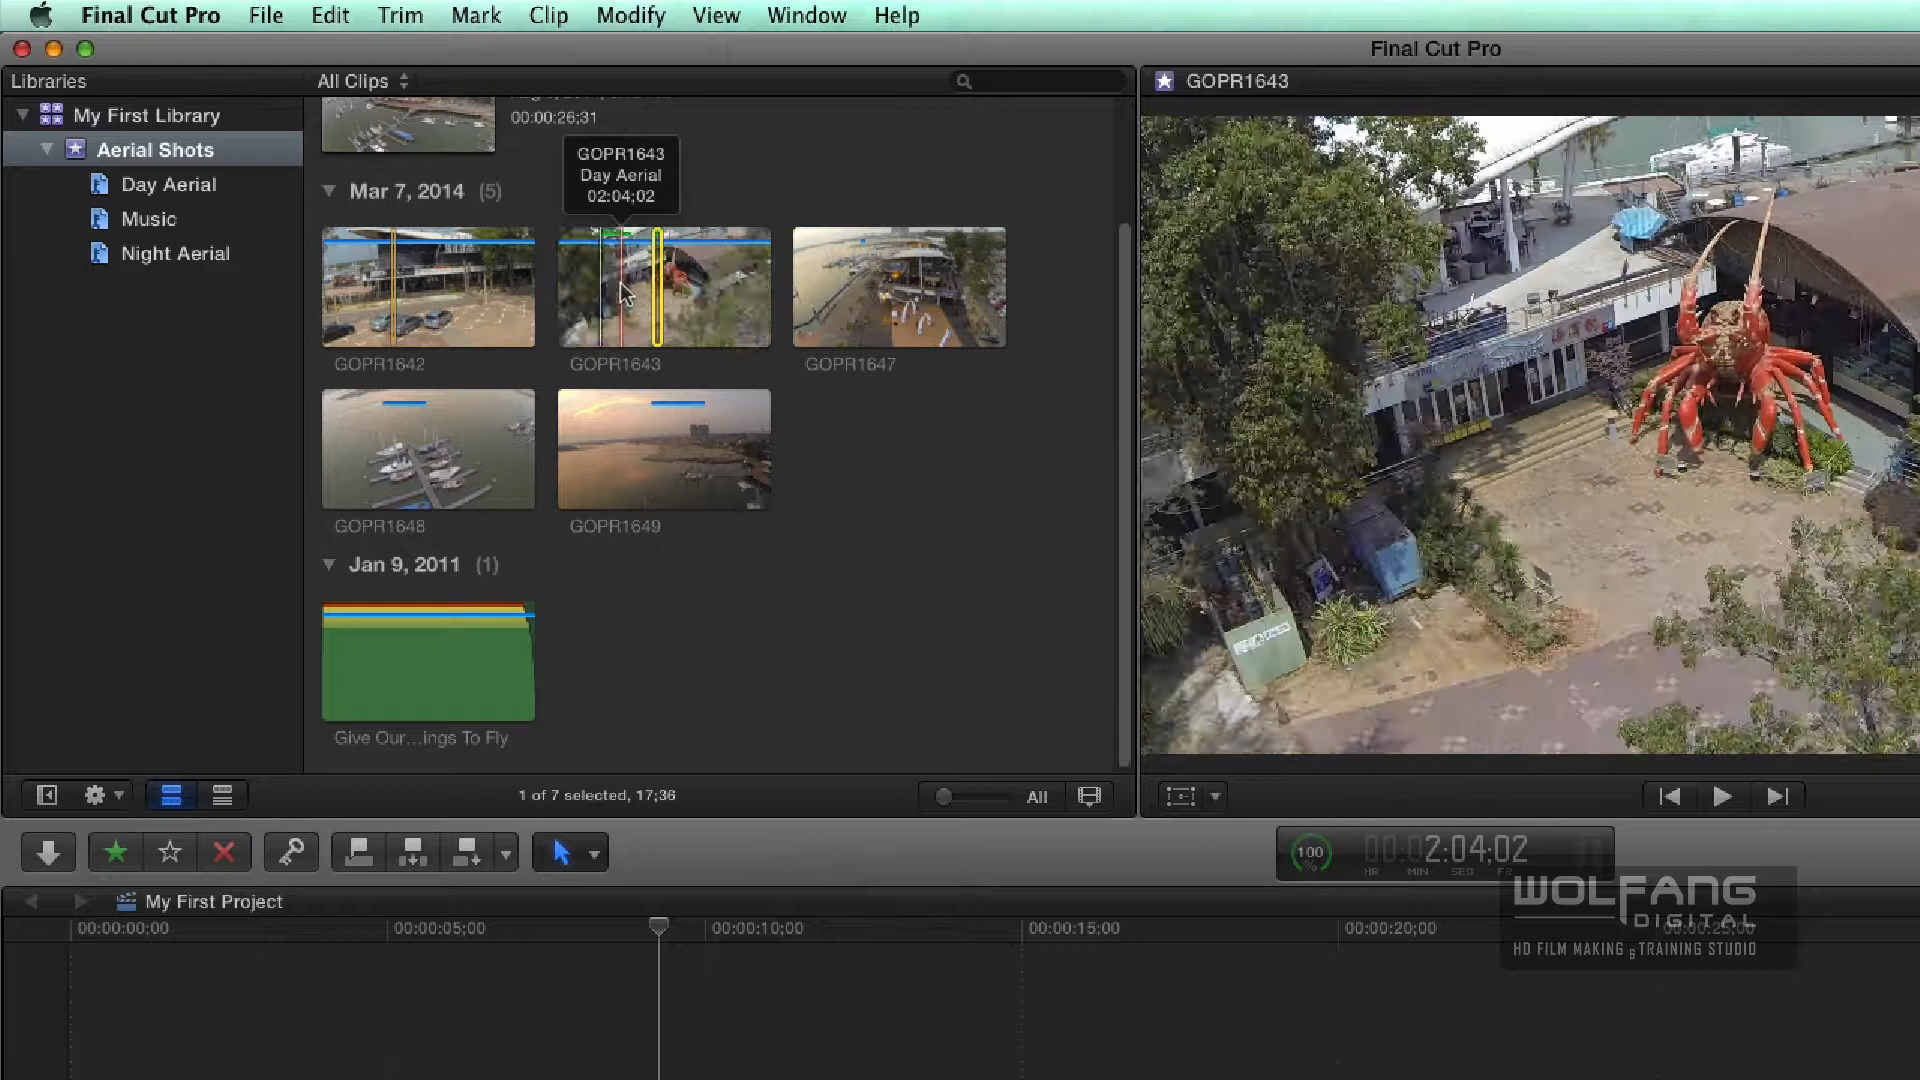 Final Cut Pro File Edit Trim Mark Clip Modify View Window Help
Final Cut Pro
Libraries
All Clips
GOPR1643
My First Library
Aerial Shots
Day Aerial
Music
Night Aerial
00:00:26;31
GOPR1643
Day Aerial
02:04;02
Mar 7, 2014 (5)
GOPR1642
GOPR1643
GOPR1647
GOPR1648
GOPR1649
Jan 9, 2011 (1)
Give Our...ings To Fly
1 of 7 selected, 17;36
All
100 %
00:02:04;02
HR MIN SEC FR
My First Project
00:00:00;00 00:00:05;00 00:00:10;00 00:00:15;00 00:00:20;00 00:00:25;00
WOLFANG
DIGITAL
HD FILM MAKING & TRAINING STUDIO